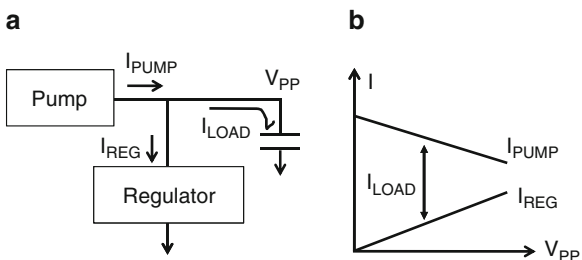 a
I_PUMP
V_PP
Pump
I_LOAD
I_REG
Regulator
b
I
I_PUMP
I_LOAD
I_REG
V_PP